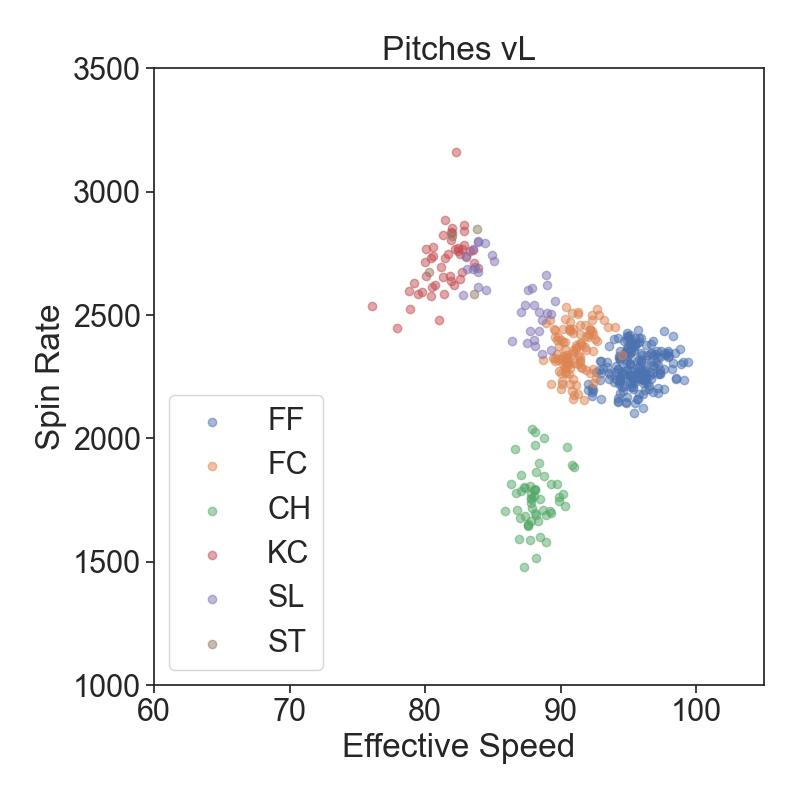 Pitches vL
3500
3000
2500
2000
1500
1000
Spin Rate
FF
FC
CH
KC
SL
ST
60 70 80 90 100
Effective Speed